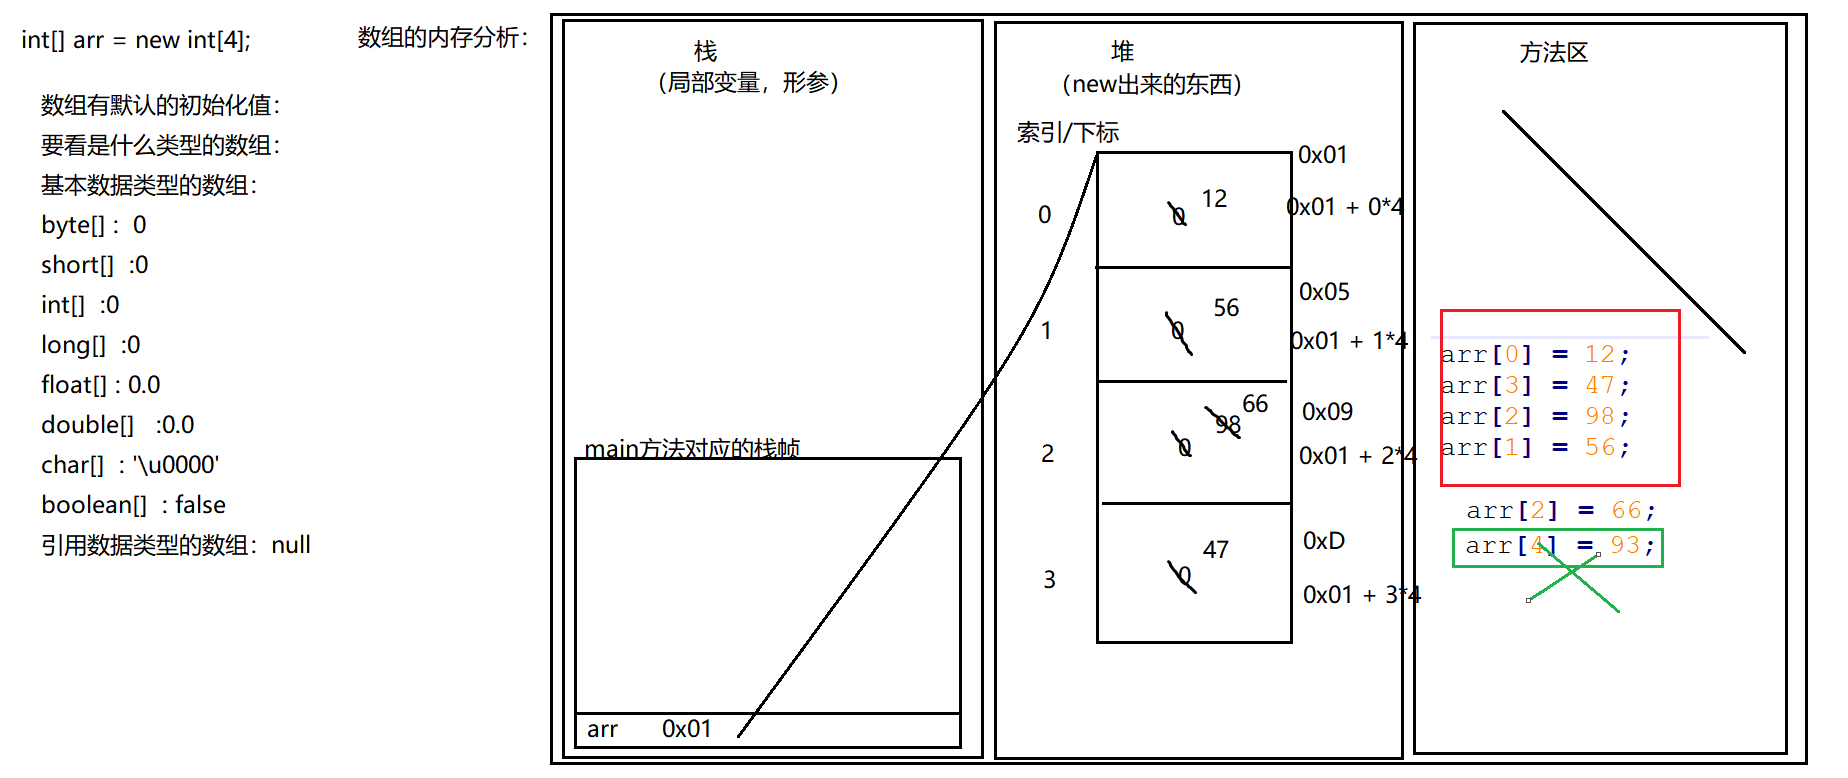 int[] arr = new int[4];
数组有默认的初始化值：
要看是什么类型的数组：
基本数据类型的数组：
byte[] :  0
short[]  :0
int[]  :0
long[]  :0
float[] : 0.0
double[]   :0.0
char[]  : '\u0000'
boolean[]  : false
引用数据类型的数组：null
数组的内存分析：
栈
（局部变量，形参）
main方法对应的栈帧
arr
0x01
堆
（new出来的东西）
索引/下标
0
0
12
0x01
0x01 + 0*4
1
0
56
0x05
0x01 + 1*4
2
0
98
66
0x09
0x01 + 2*4
3
0
47
0xD
0x01 + 3*4
方法区
arr[0] = 12;
arr[3] = 47;
arr[2] = 98;
arr[1] = 56;
arr[2] = 66;
arr[4] = 93;